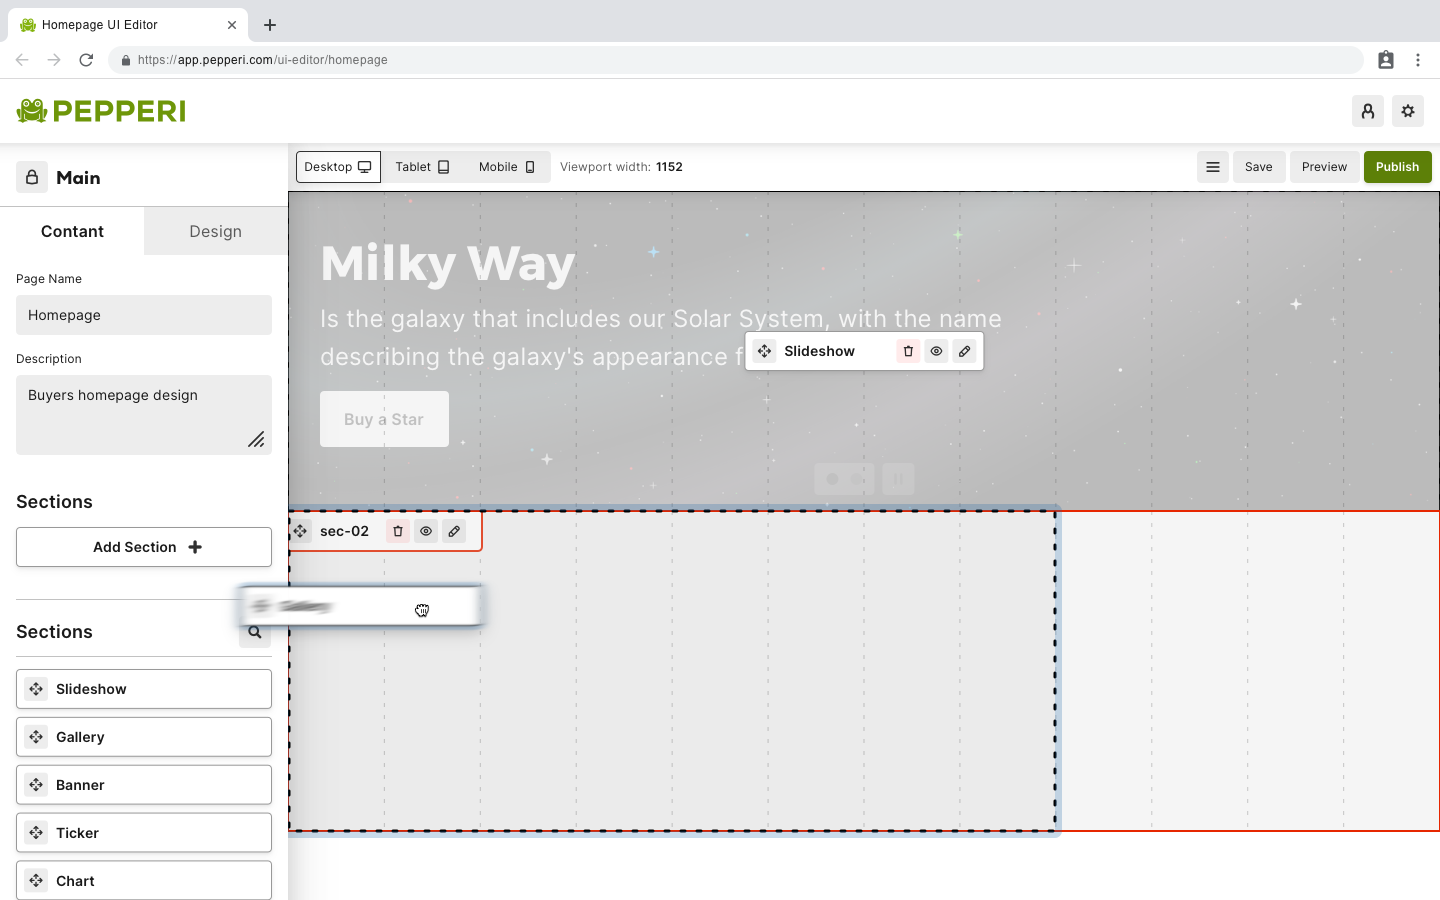 Homepage UI Editor
https://app.pepperi.com/ui-editor/homepage
PEPPERI
Main
Desktop
Tablet
Mobile
Viewport width: 1152
Save
Preview
Publish
Contant
Design
Page Name
Homepage
Description
Buyers homepage design
Sections
Add Section
Sections
Slideshow
Gallery
Banner
Ticker
Chart
Milky Way
Is the galaxy that includes our Solar System, with the name
describing the galaxy's appearance f
Slideshow
Buy a Star
sec-02